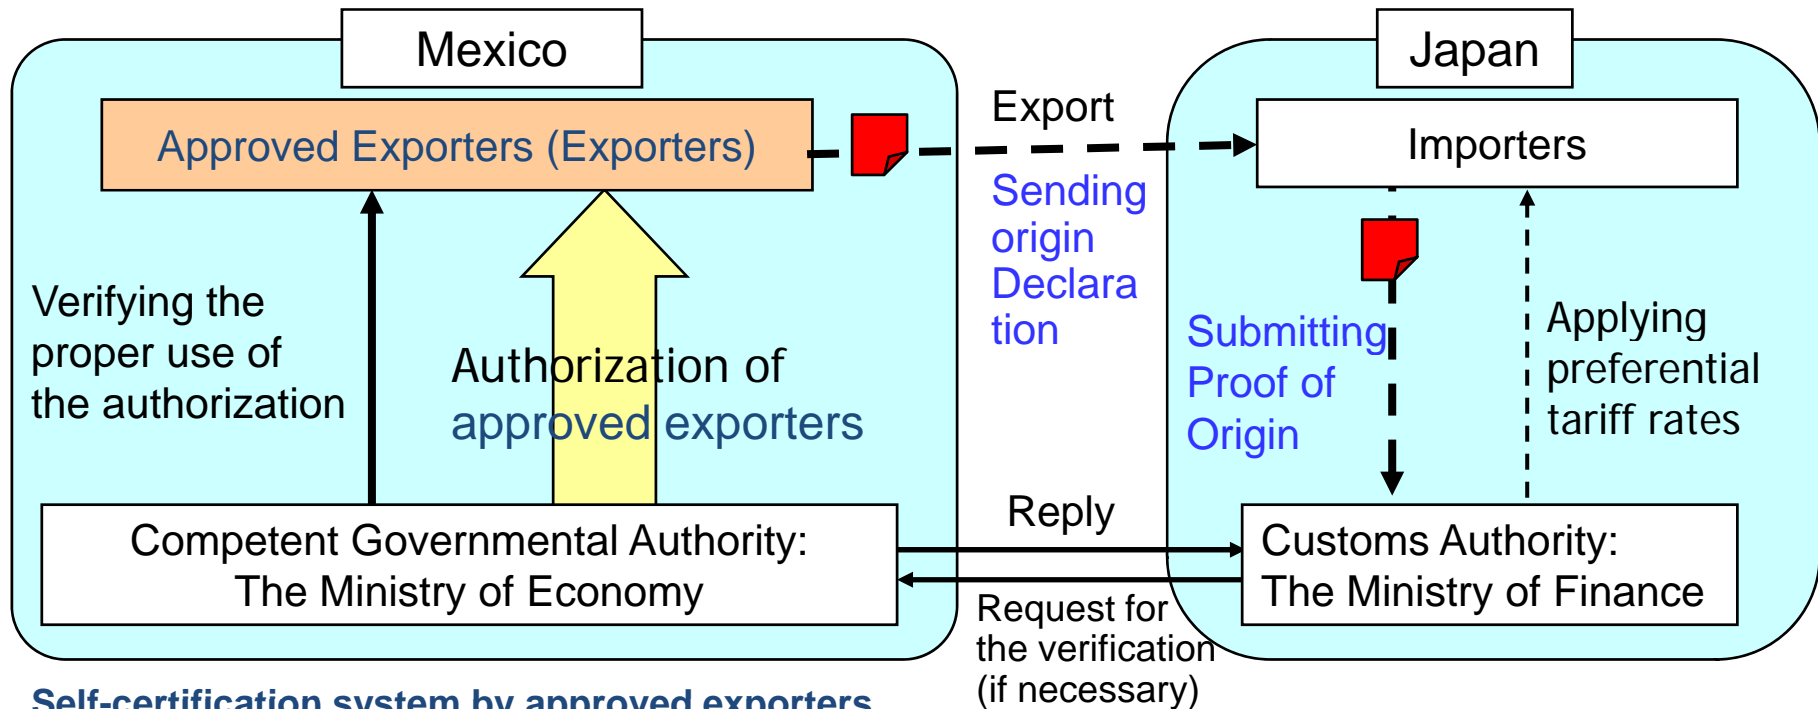 Mexico
Japan
Approved Exporters (Exporters)
Export
Importers
Sending
origin
Declara
tion
Verifying the
proper use of
the authorization
Authorization of
approved exporters
Submitting
Proof of
Origin
Applying
preferential
tariff rates
Competent Governmental Authority:
The Ministry of Economy
Reply
Customs Authority:
The Ministry of Finance
Request for
the verification
(if necessary)
Self-certification system by approved exporters